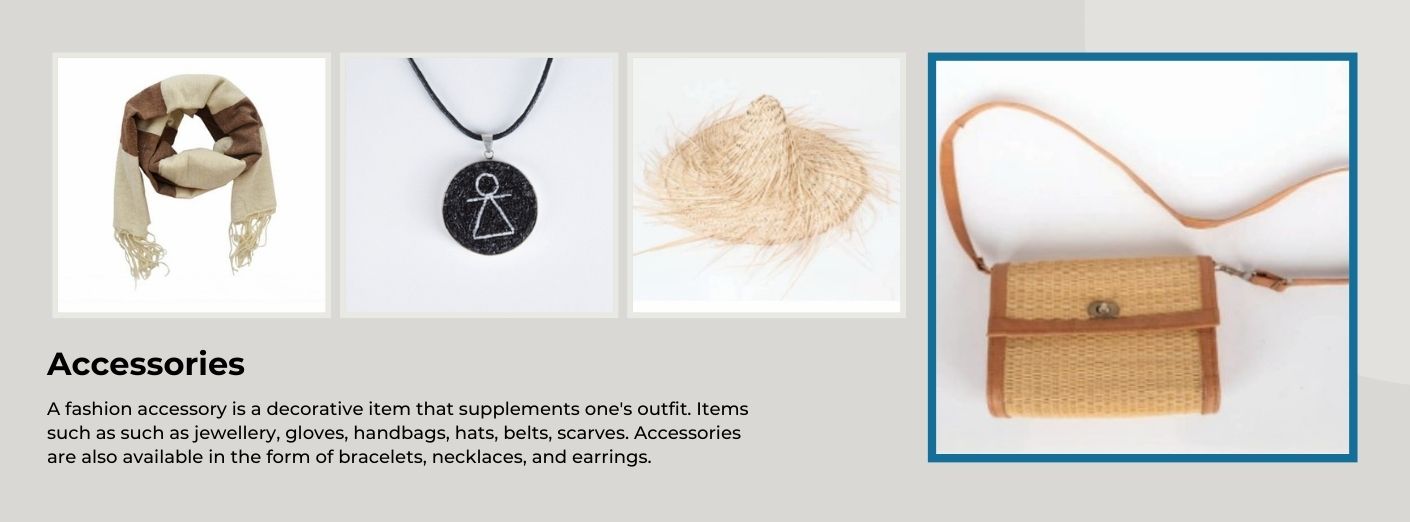 Accessories
A fashion accessory is a decorative item that supplements one's outfit. Items
such as such as jewellery, gloves, handbags, hats, belts, scarves. Accessories
are also available in the form of bracelets, necklaces, and earrings.